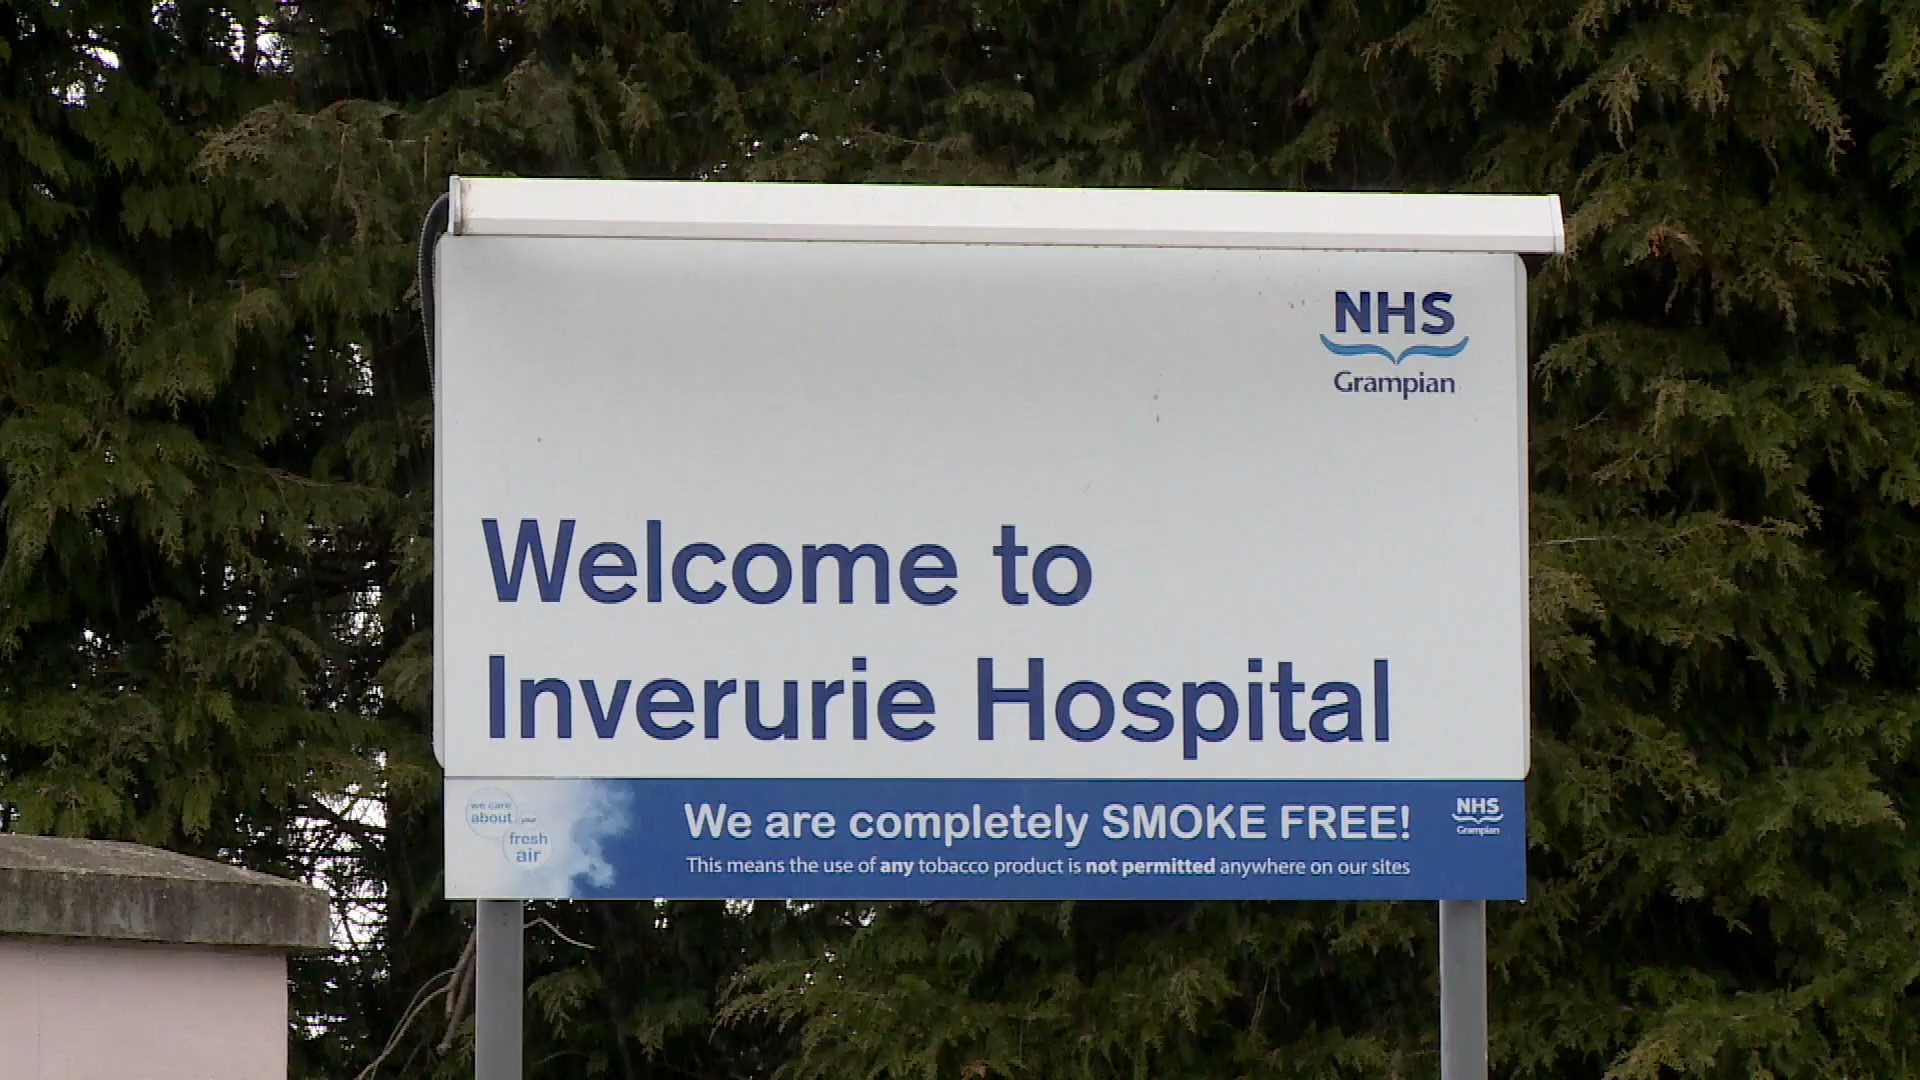 NHS
Grampian
Welcome to
Inverurie Hospital
we care
about your
fresh
air
We are completely SMOKE FREE!
This means the use of any tobacco product is not permitted anywhere on our sites
NHS
Grampian